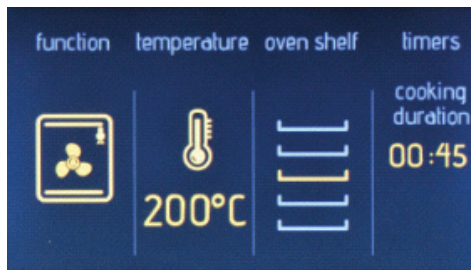 function temperature oven shelf timers
cooking
duration
00:45
200°C